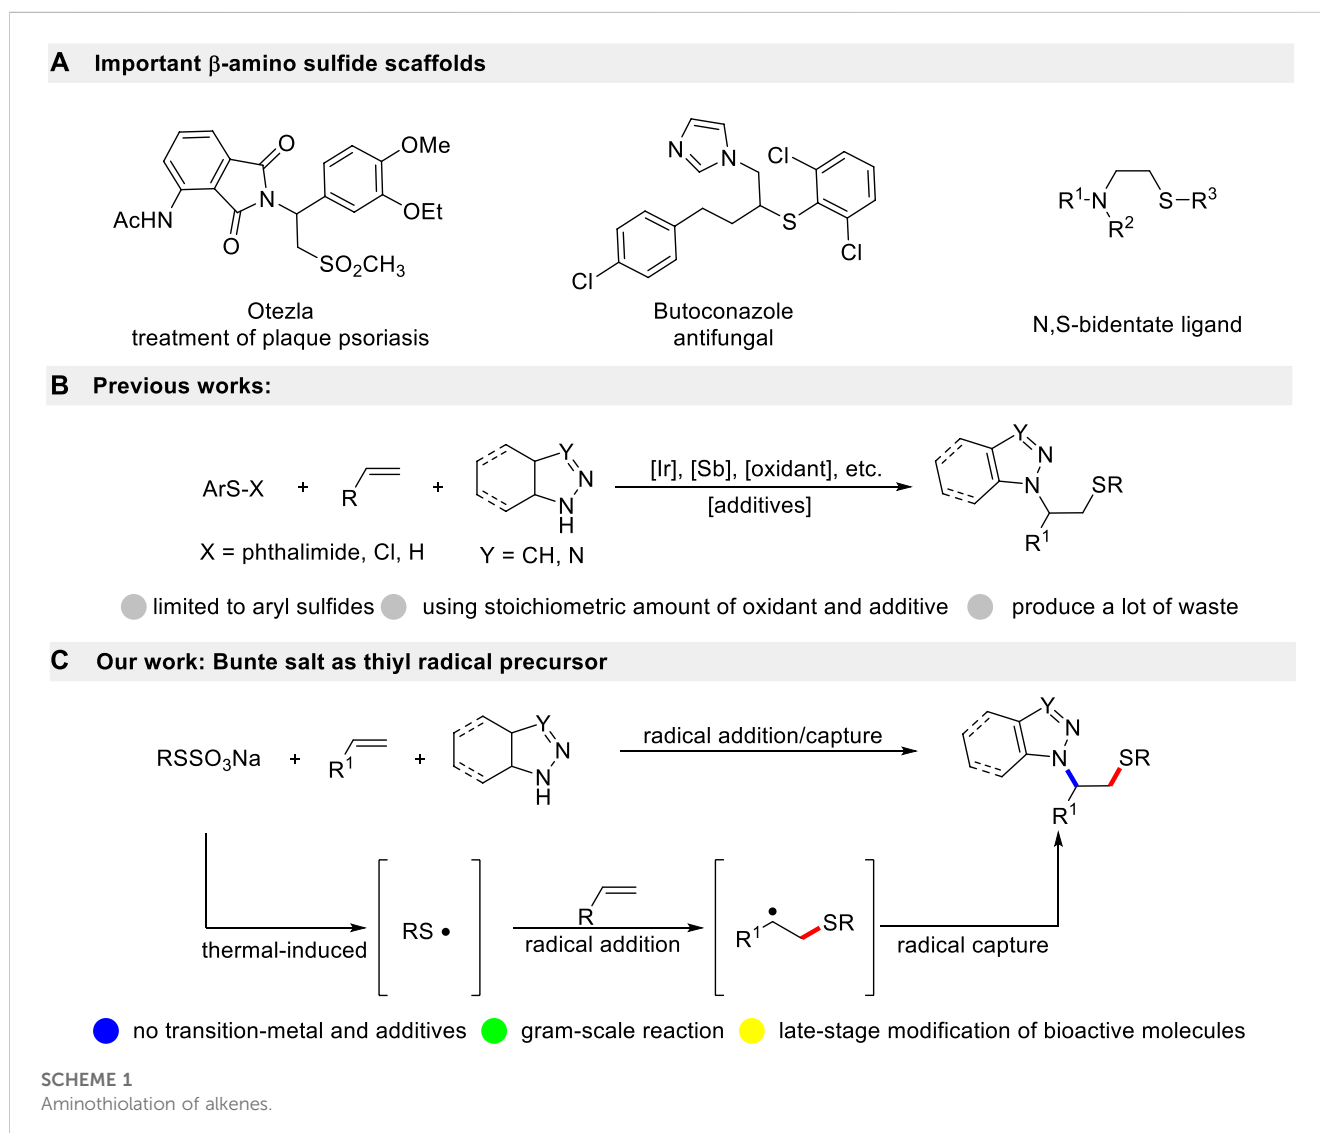 A Important β-amino sulfide scaffolds
O
OMe
N
OEt
AcHN
O
SO2CH3
Otezla
treatment of plaque psoriasis
N
N
Cl
S
Cl
Cl
Butoconazole
antifungal
R1-N
R2
S-R3
N,S-bidentate ligand
B Previous works:
ArS-X + R + Y N N H
[Ir], [Sb], [oxidant], etc.
[additives]
Y N N SR R1
X = phthalimide, Cl, H
Y = CH, N
limited to aryl sulfides using stoichiometric amount of oxidant and additive produce a lot of waste
C Our work: Bunte salt as thiyl radical precursor
RSSO3Na + R1 + Y N N H
radical addition/capture
Y N N SR R1
thermal-induced
RS •
R
radical addition
R1 • SR
radical capture
no transition-metal and additives gram-scale reaction late-stage modification of bioactive molecules
SCHEME 1
Aminothiolation of alkenes.